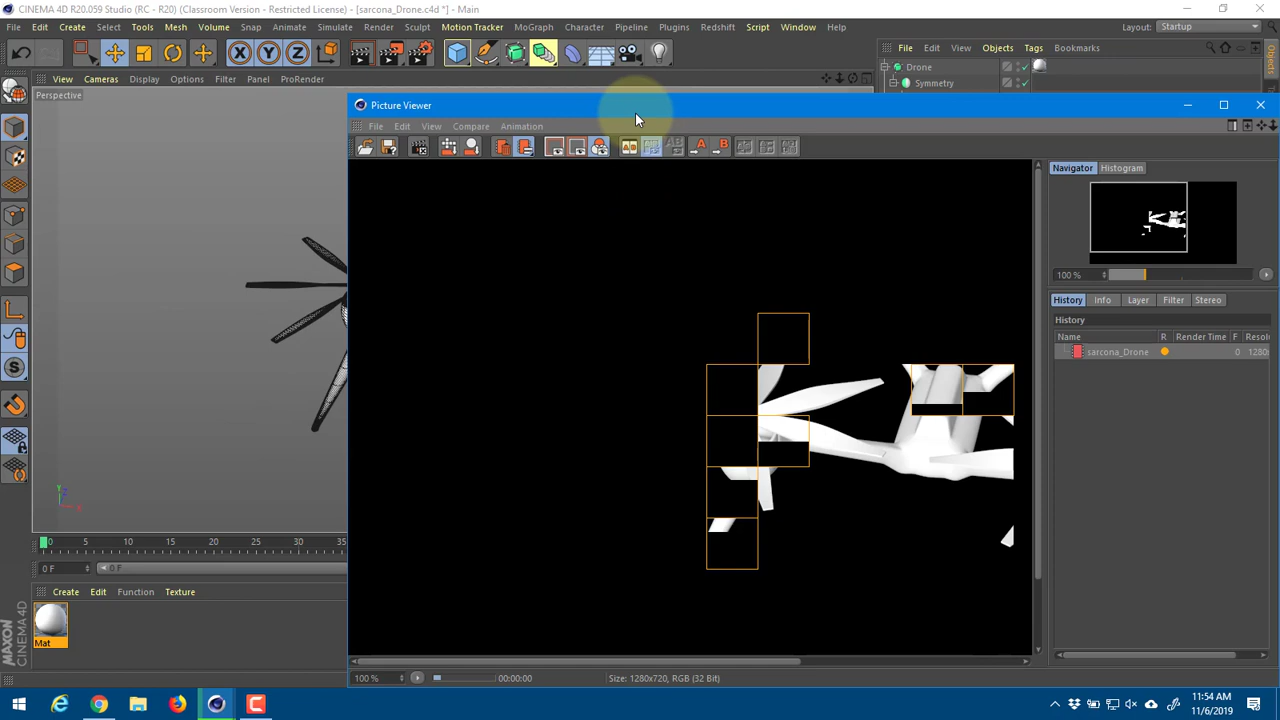 CINEMA 4D R20.059 Studio (RC - R20) (Classroom Version - Restricted License) - [sarcona_Drone.c4d *] - Main
File Edit Create Select Tools Mesh Volume Snap Animate Simulate Render Sculpt Motion Tracker MoGraph Character Pipeline Plugins Redshift Script Window Help Layout: Startup
X Y Z File Edit View Objects Tags Bookmarks
Drone
View Cameras Display Options Filter Panel ProRender
Symmetry
Objects
Perspective
Picture Viewer
File Edit View Compare Animation
A B
Navigator Histogram
100 %
History Info Layer Filter Stereo
History
Name R Render Time F Resolu
sarcona_Drone 0 1280x
S
Y
Z
X
0 5 10 15 20 25 30 35
0 F 0 F
Create Edit Function Texture
Mat
MAXON CINEMA 4D
100 % 00:00:00 Size: 1280x720, RGB (32 Bit)
11:54 AM
11/6/2019